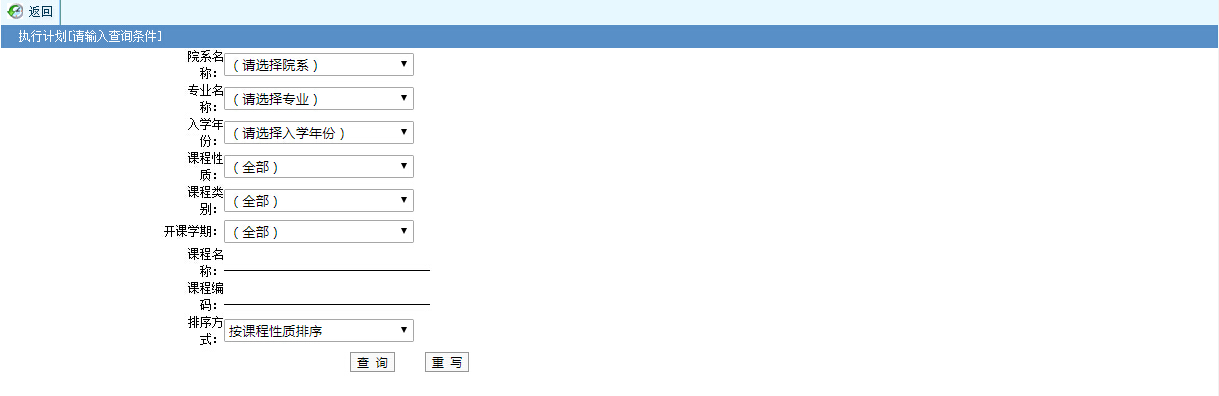 返回
执行计划[请输入查询条件]
院系名
称：
（请选择院系）
专业名
称：
（请选择专业）
入学年
份：
（请选择入学年份）
课程性
质：
（全部）
课程类
别：
（全部）
开课学期：
（全部）
课程名
称：
课程编
码：
排序方
式：
按课程性质排序
查 询
重 写